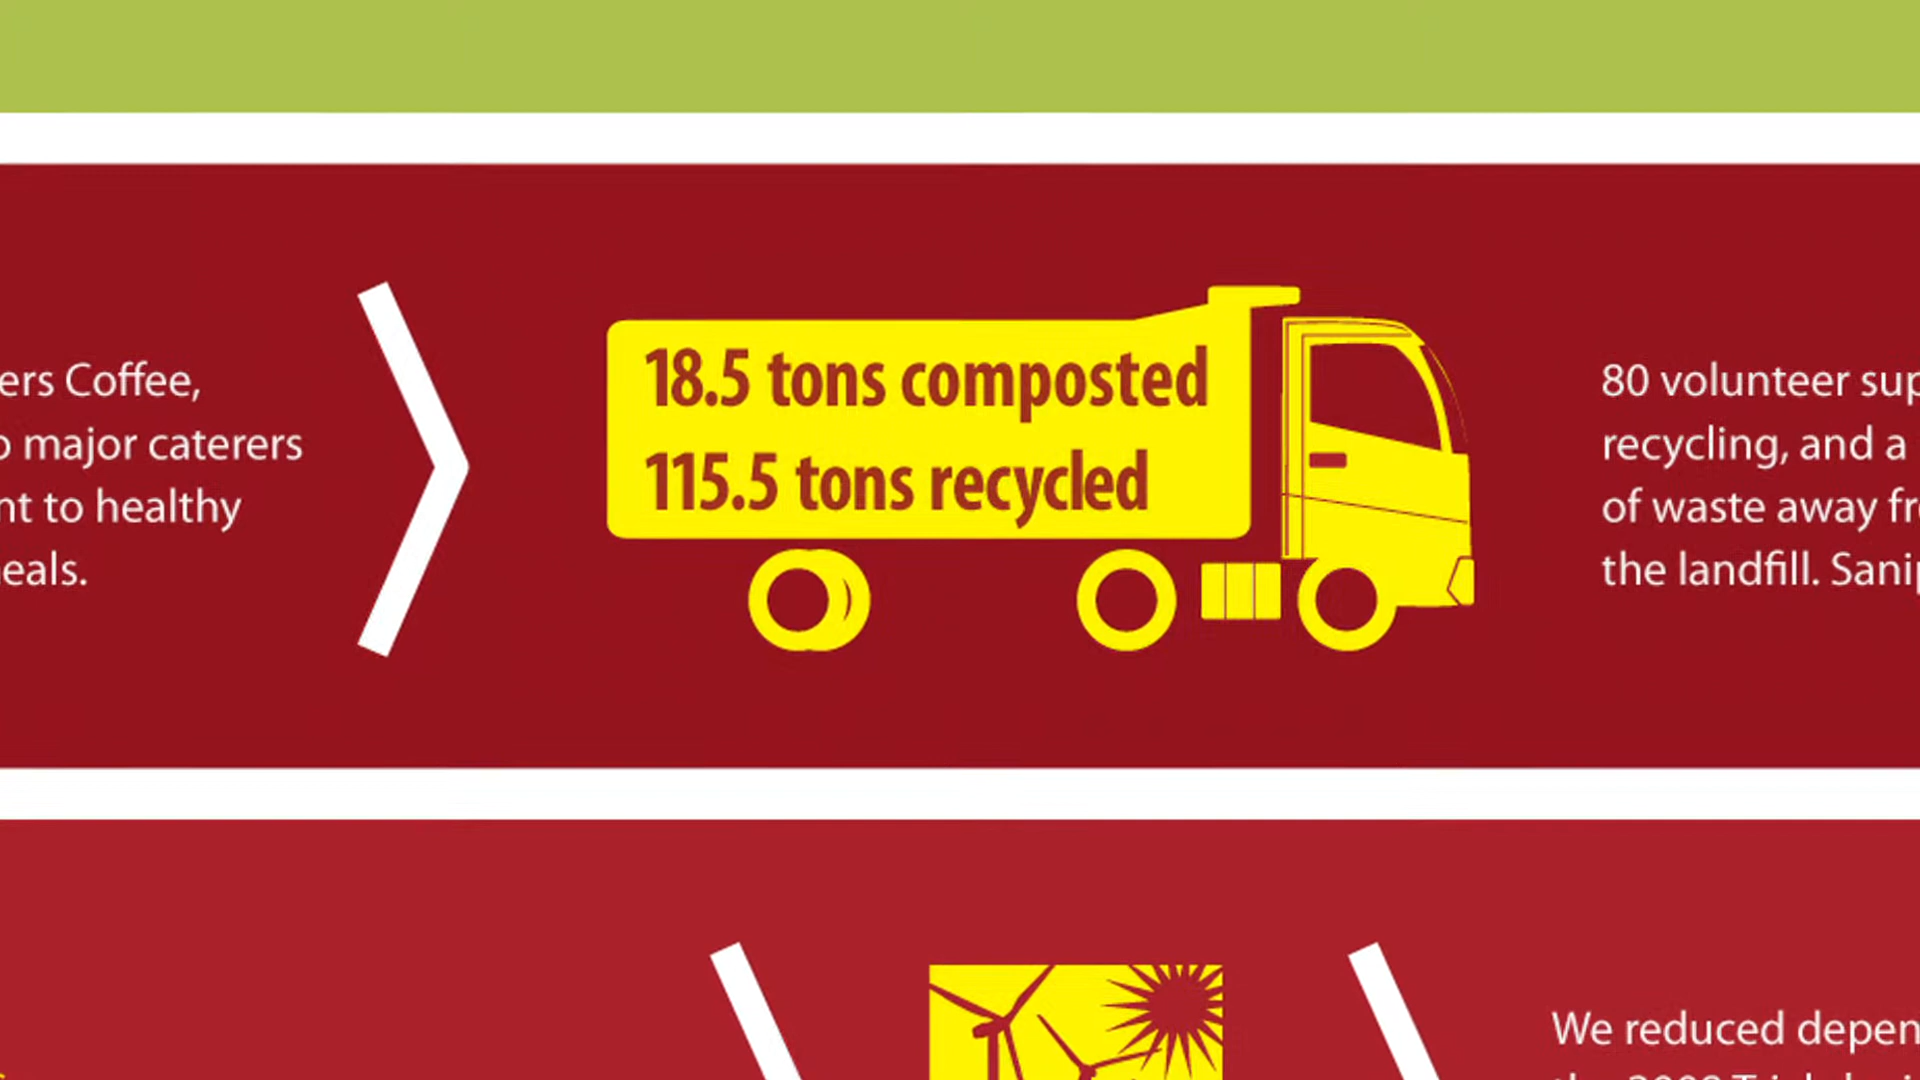 ers Coffee,
major caterers
nt to healthy
eals.
18.5 tons composted
115.5 tons recycled
80 volunteer sup
recycling, and a
of waste away fr
the landfill. Sanip
We reduced depen